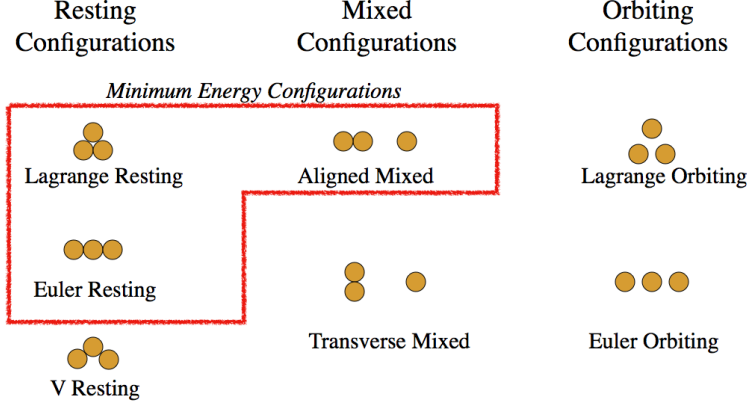 Resting
Configurations
Mixed
Configurations
Orbiting
Configurations
Minimum Energy Configurations
Lagrange Resting
Aligned Mixed
Lagrange Orbiting
Euler Resting
Transverse Mixed
Euler Orbiting
V Resting